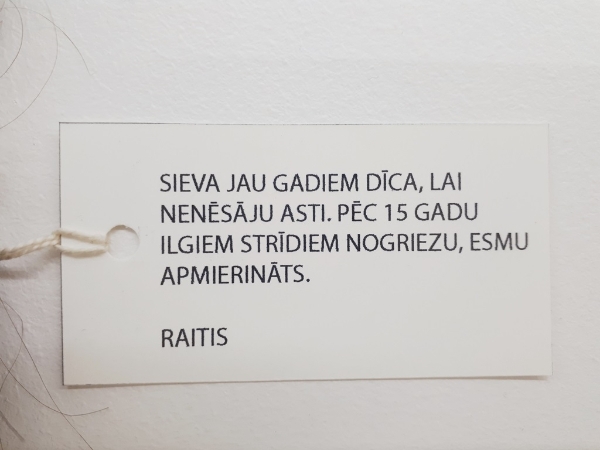 SIEVA JAU GADIEM DĪCA, LAI
NENĒSĀJU ASTI. PĒC 15 GADU
ILGIEM STRĪDIEM NOGRIEZU, ESMU
APMIERINĀTS.
RAITIS